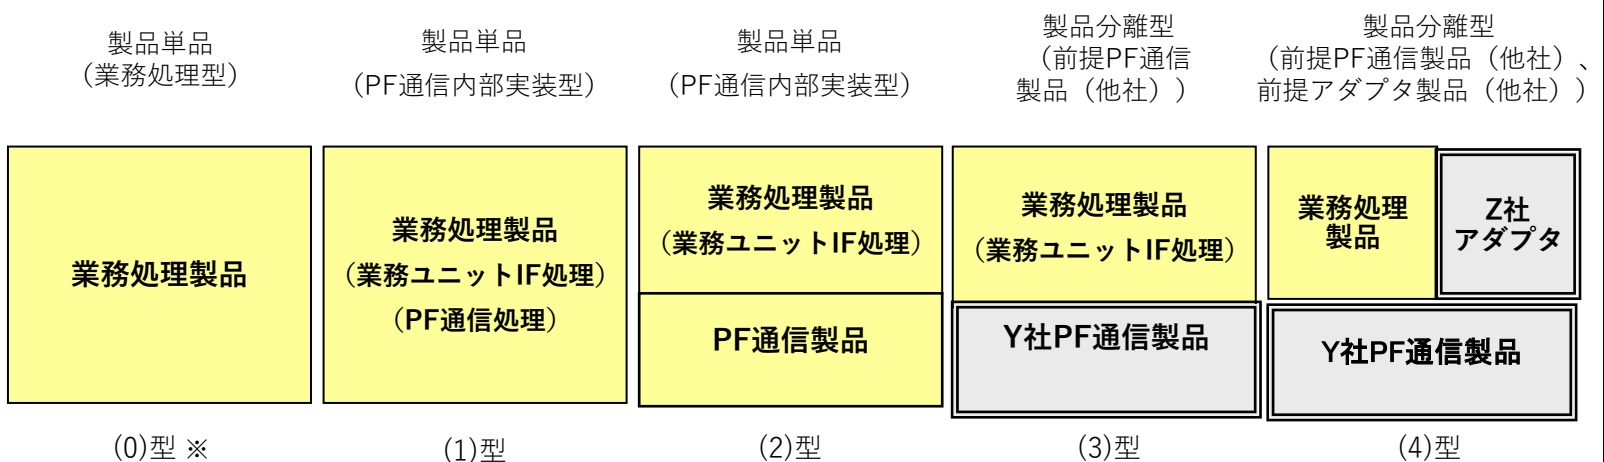 製品単品
（業務処理型）
製品単品
（PF通信内部実装型）
製品単品
（PF通信内部実装型）
製品分離型
（前提PF通信
製品（他社））
製品分離型
（前提PF通信製品（他社）、
前提アダプタ製品（他社））
業務処理製品
業務処理製品
（業務ユニットIF処理）
（PF通信処理）
業務処理製品
（業務ユニットIF処理）
PF通信製品
業務処理製品
（業務ユニットIF処理）
Y社PF通信製品
業務処理
製品
Z社
アダプタ
Y社PF通信製品
(0)型 ※
(1)型
(2)型
(3)型
(4)型